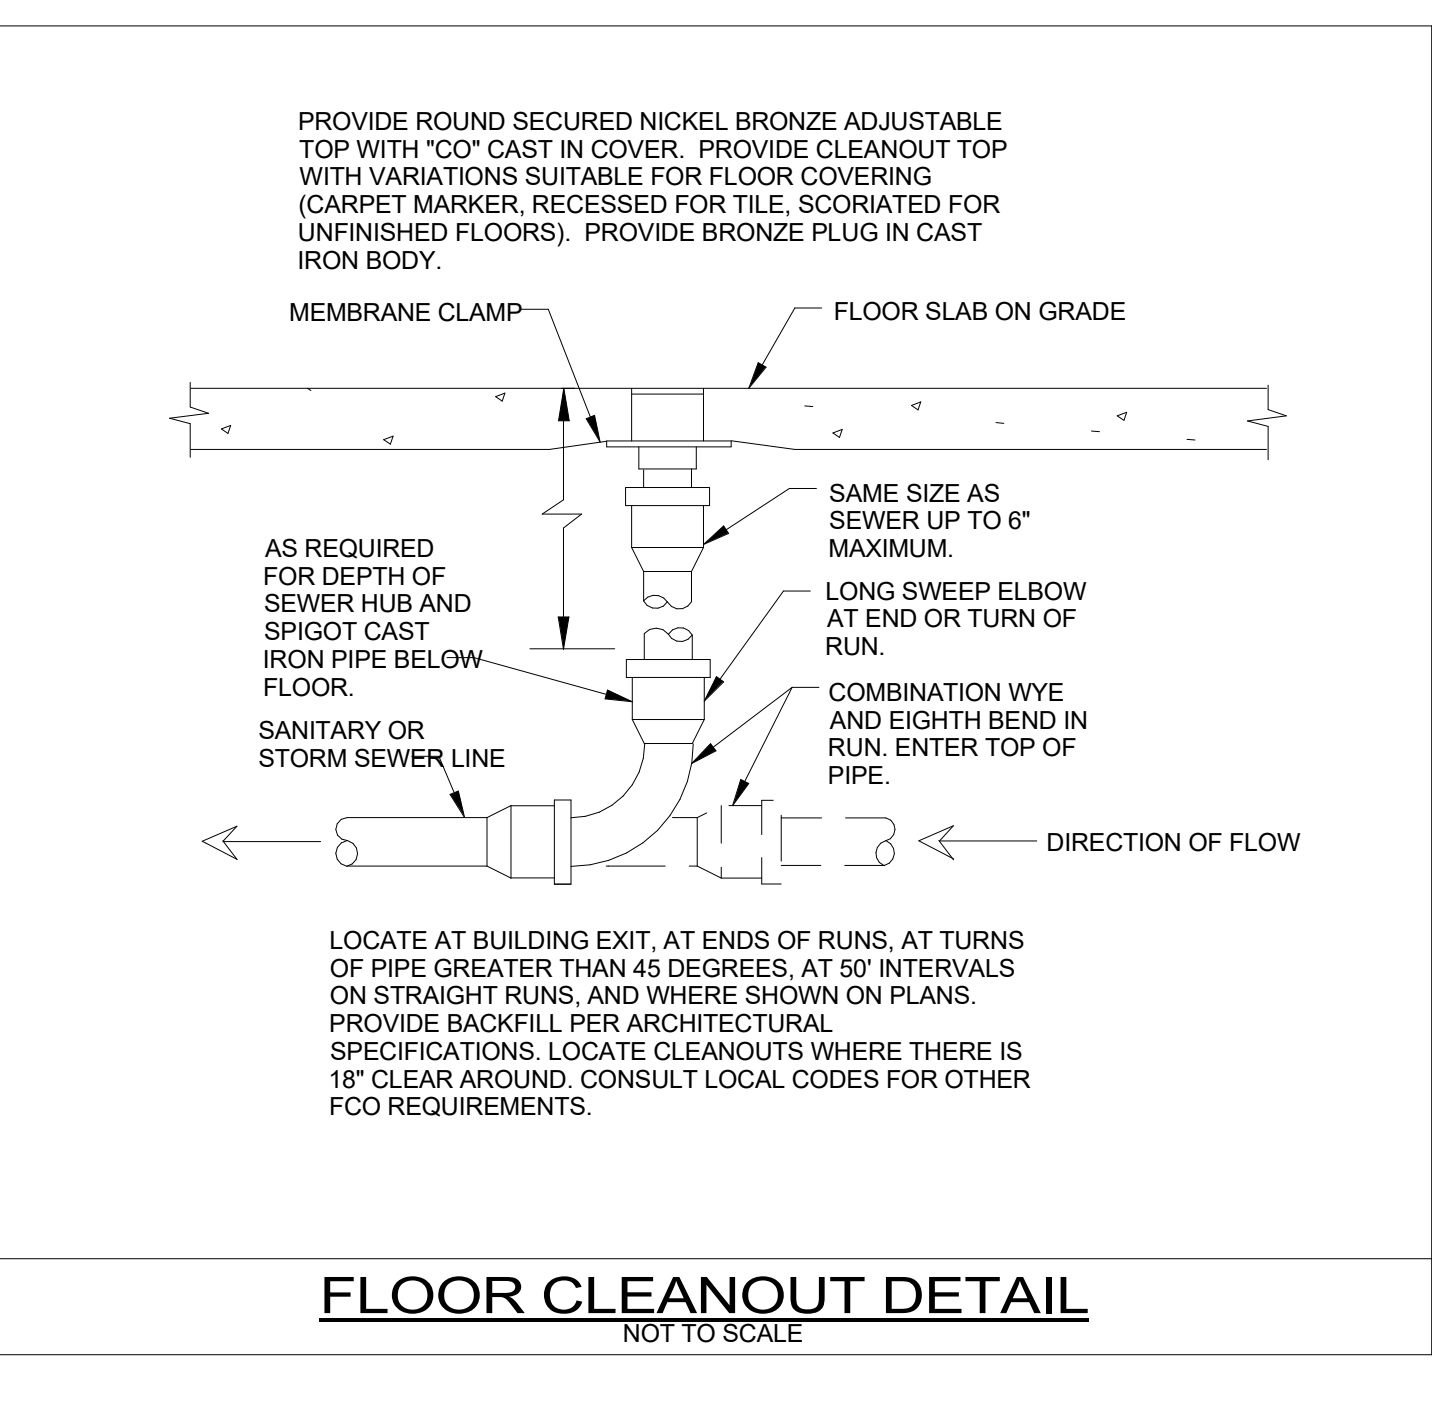 PROVIDE ROUND SECURED NICKEL BRONZE ADJUSTABLE
TOP WITH "CO" CAST IN COVER.  PROVIDE CLEANOUT TOP
WITH VARIATIONS SUITABLE FOR FLOOR COVERING
(CARPET MARKER, RECESSED FOR TILE, SCORIATED FOR
UNFINISHED FLOORS).  PROVIDE BRONZE PLUG IN CAST
IRON BODY.
MEMBRANE CLAMP
FLOOR SLAB ON GRADE
SAME SIZE AS
SEWER UP TO 6"
MAXIMUM.
AS REQUIRED
FOR DEPTH OF
SEWER HUB AND
SPIGOT CAST
IRON PIPE BELOW
FLOOR.
LONG SWEEP ELBOW
AT END OR TURN OF
RUN.
COMBINATION WYE
AND EIGHTH BEND IN
RUN. ENTER TOP OF
PIPE.
SANITARY OR
STORM SEWER LINE
DIRECTION OF FLOW
LOCATE AT BUILDING EXIT, AT ENDS OF RUNS, AT TURNS
OF PIPE GREATER THAN 45 DEGREES, AT 50' INTERVALS
ON STRAIGHT RUNS, AND WHERE SHOWN ON PLANS.
PROVIDE BACKFILL PER ARCHITECTURAL
SPECIFICATIONS. LOCATE CLEANOUTS WHERE THERE IS
18" CLEAR AROUND. CONSULT LOCAL CODES FOR OTHER
FCO REQUIREMENTS.
FLOOR CLEANOUT DETAIL
NOT TO SCALE